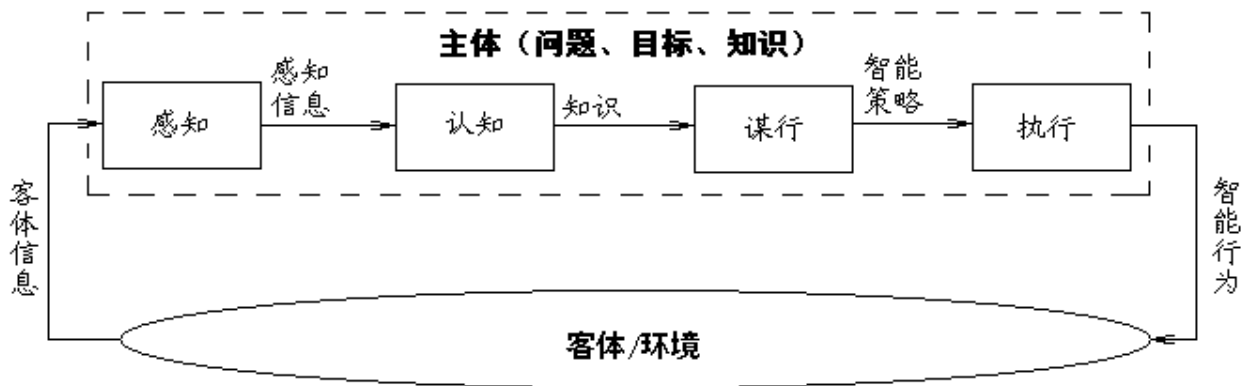 主体（问题、目标、知识）
感知
感知
信息
认知
知识
谋行
智能
策略
执行
客体信息
智能行为
客体/环境